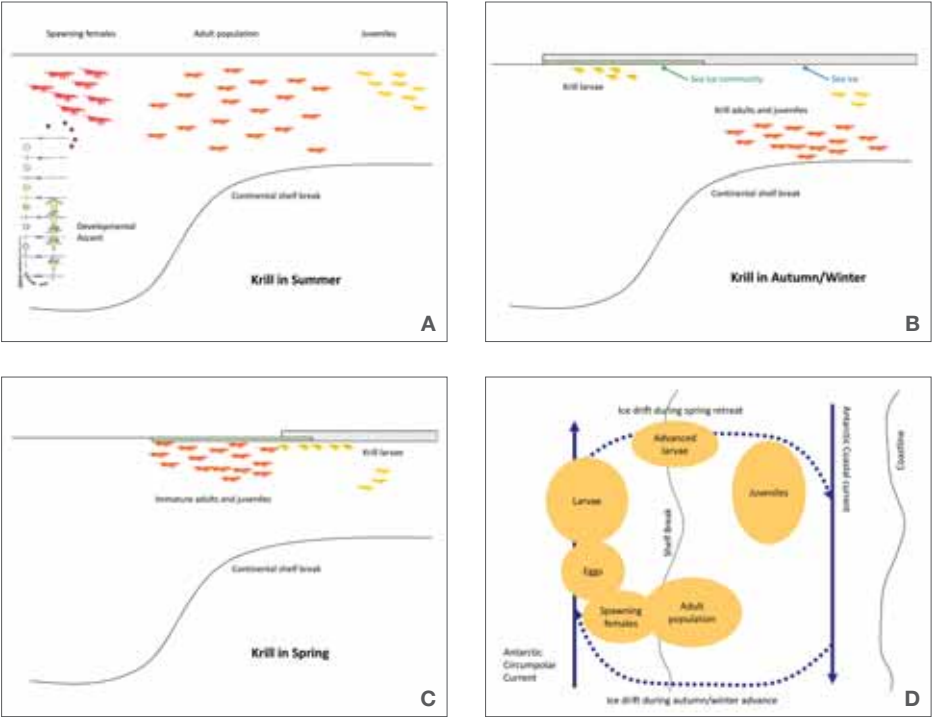 Spawning females Adult population Juveniles
Continental shelf break
Developmental
Ascent
Krill in Summer
A
Krill larvae
Sea ice community
Sea ice
Krill adults and juveniles
Continental shelf break
Krill in Autumn/Winter
B
Krill larvae
Immature adults and juveniles
Continental shelf break
Krill in Spring
C
Ice drift during spring retreat
Advanced
larvae
Antarctic Coastal current
Coastline
Juveniles
Larvae
Shelf Break
Eggs
Spawning
females
Adult
population
Antarctic
Circumpolar
Current
Ice drift during autumn/winter advance
D